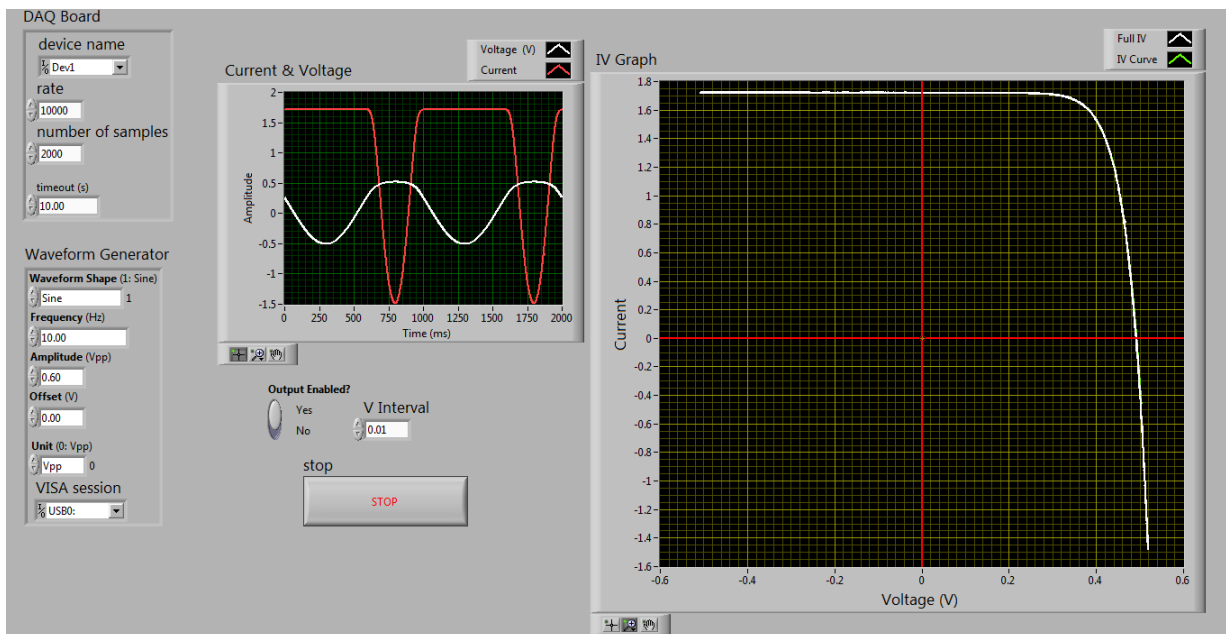 DAQ Board
device name
Dev1
rate
10000
number of samples
2000
timeout (s)
10.00
Waveform Generator
Waveform Shape (1: Sine)
Sine 1
Frequency (Hz)
10.00
Amplitude (Vpp)
0.60
Offset (V)
0.00
Unit (0: Vpp)
Vpp 0
VISA session
USB0:
Current & Voltage
Voltage (V)
Current
Amplitude
2
1.5
1
0.5
0
-0.5
-1
-1.5
0 250 500 750 1000 1250 1500 1750 2000
Time (ms)
Output Enabled?
Yes
No
V Interval
0.01
stop
STOP
IV Graph
Full IV
IV Curve
Current
1.8
1.6
1.4
1.2
1
0.8
0.6
0.4
0.2
0
-0.2
-0.4
-0.6
-0.8
-1
-1.2
-1.4
-1.6
-0.6 -0.4 -0.2 0 0.2 0.4 0.6
Voltage (V)